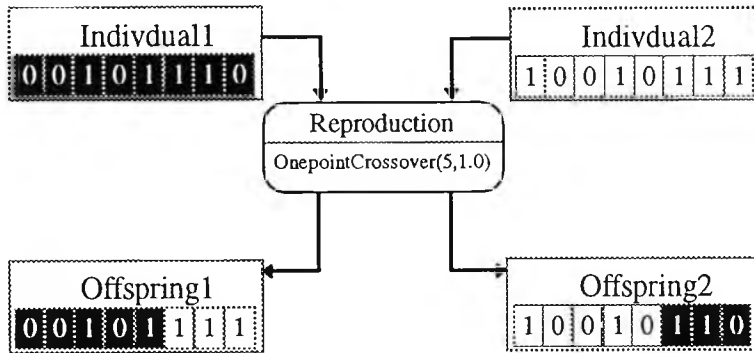 Indivdual1
0 0 1 0 1 1 1 0
Indivdual2
1 0 0 1 0 1 1 1
Reproduction
OnepointCrossover(5,1.0)
Offspring1
0 0 1 0 1 1 1 1
Offspring2
1 0 0 1 0 1 1 0